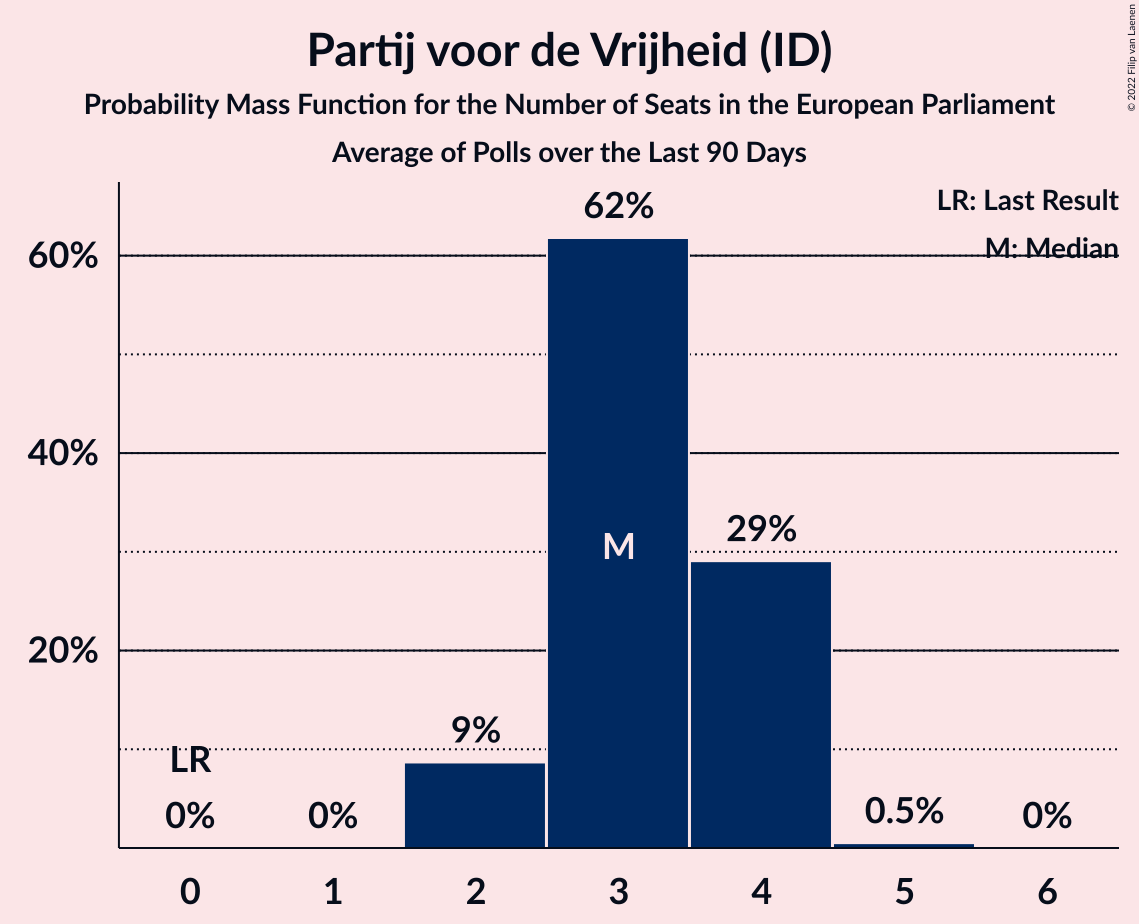 Partij voor de Vrijheid (ID)
Probability Mass Function for the Number of Seats in the European Parliament
Average of Polls over the Last 90 Days
© 2022 Filip van Laenen
LR: Last Result
M: Median
62%
60%
40%
29%
M
20%
9%
LR
0%
0%
0.5%
0%
0
1
2
3
4
5
6